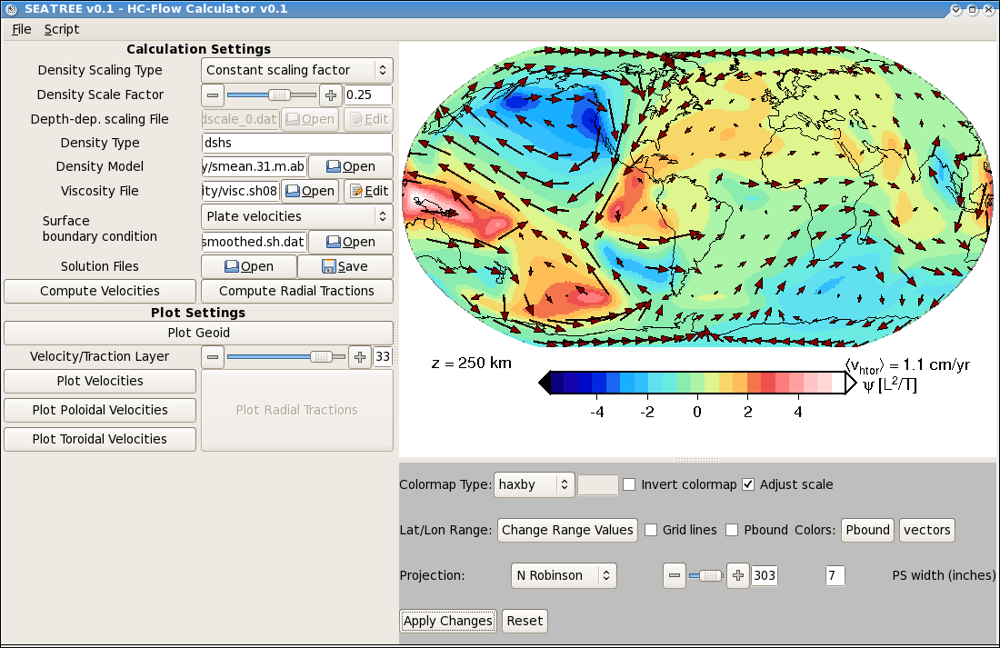 SEATREE v0.1 - HC-Flow Calculator v0.1
File Script
Calculation Settings
Density Scaling Type Constant scaling factor
Density Scale Factor 0.25
Depth-dep. scaling File dscale_0.dat Open Edit
Density Type dshs
Density Model y/smean.31.m.ab Open
Viscosity File ity/visc.sh08 Open Edit
Surface
boundary condition
Plate velocities
smoothed.sh.dat Open
Solution Files Open Save
Compute Velocities Compute Radial Tractions
Plot Settings
Plot Geoid
Velocity/Traction Layer 33
Plot Velocities
Plot Poloidal Velocities
Plot Radial Tractions
Plot Toroidal Velocities
z = 250 km
⟨vhtor⟩ = 1.1 cm/yr
ψ [L²/T]
-4 -2 0 2 4
Colormap Type: haxby Invert colormap Adjust scale
Lat/Lon Range: Change Range Values Grid lines Pbound Colors: Pbound vectors
Projection: N Robinson 303 7 PS width (inches)
Apply Changes Reset